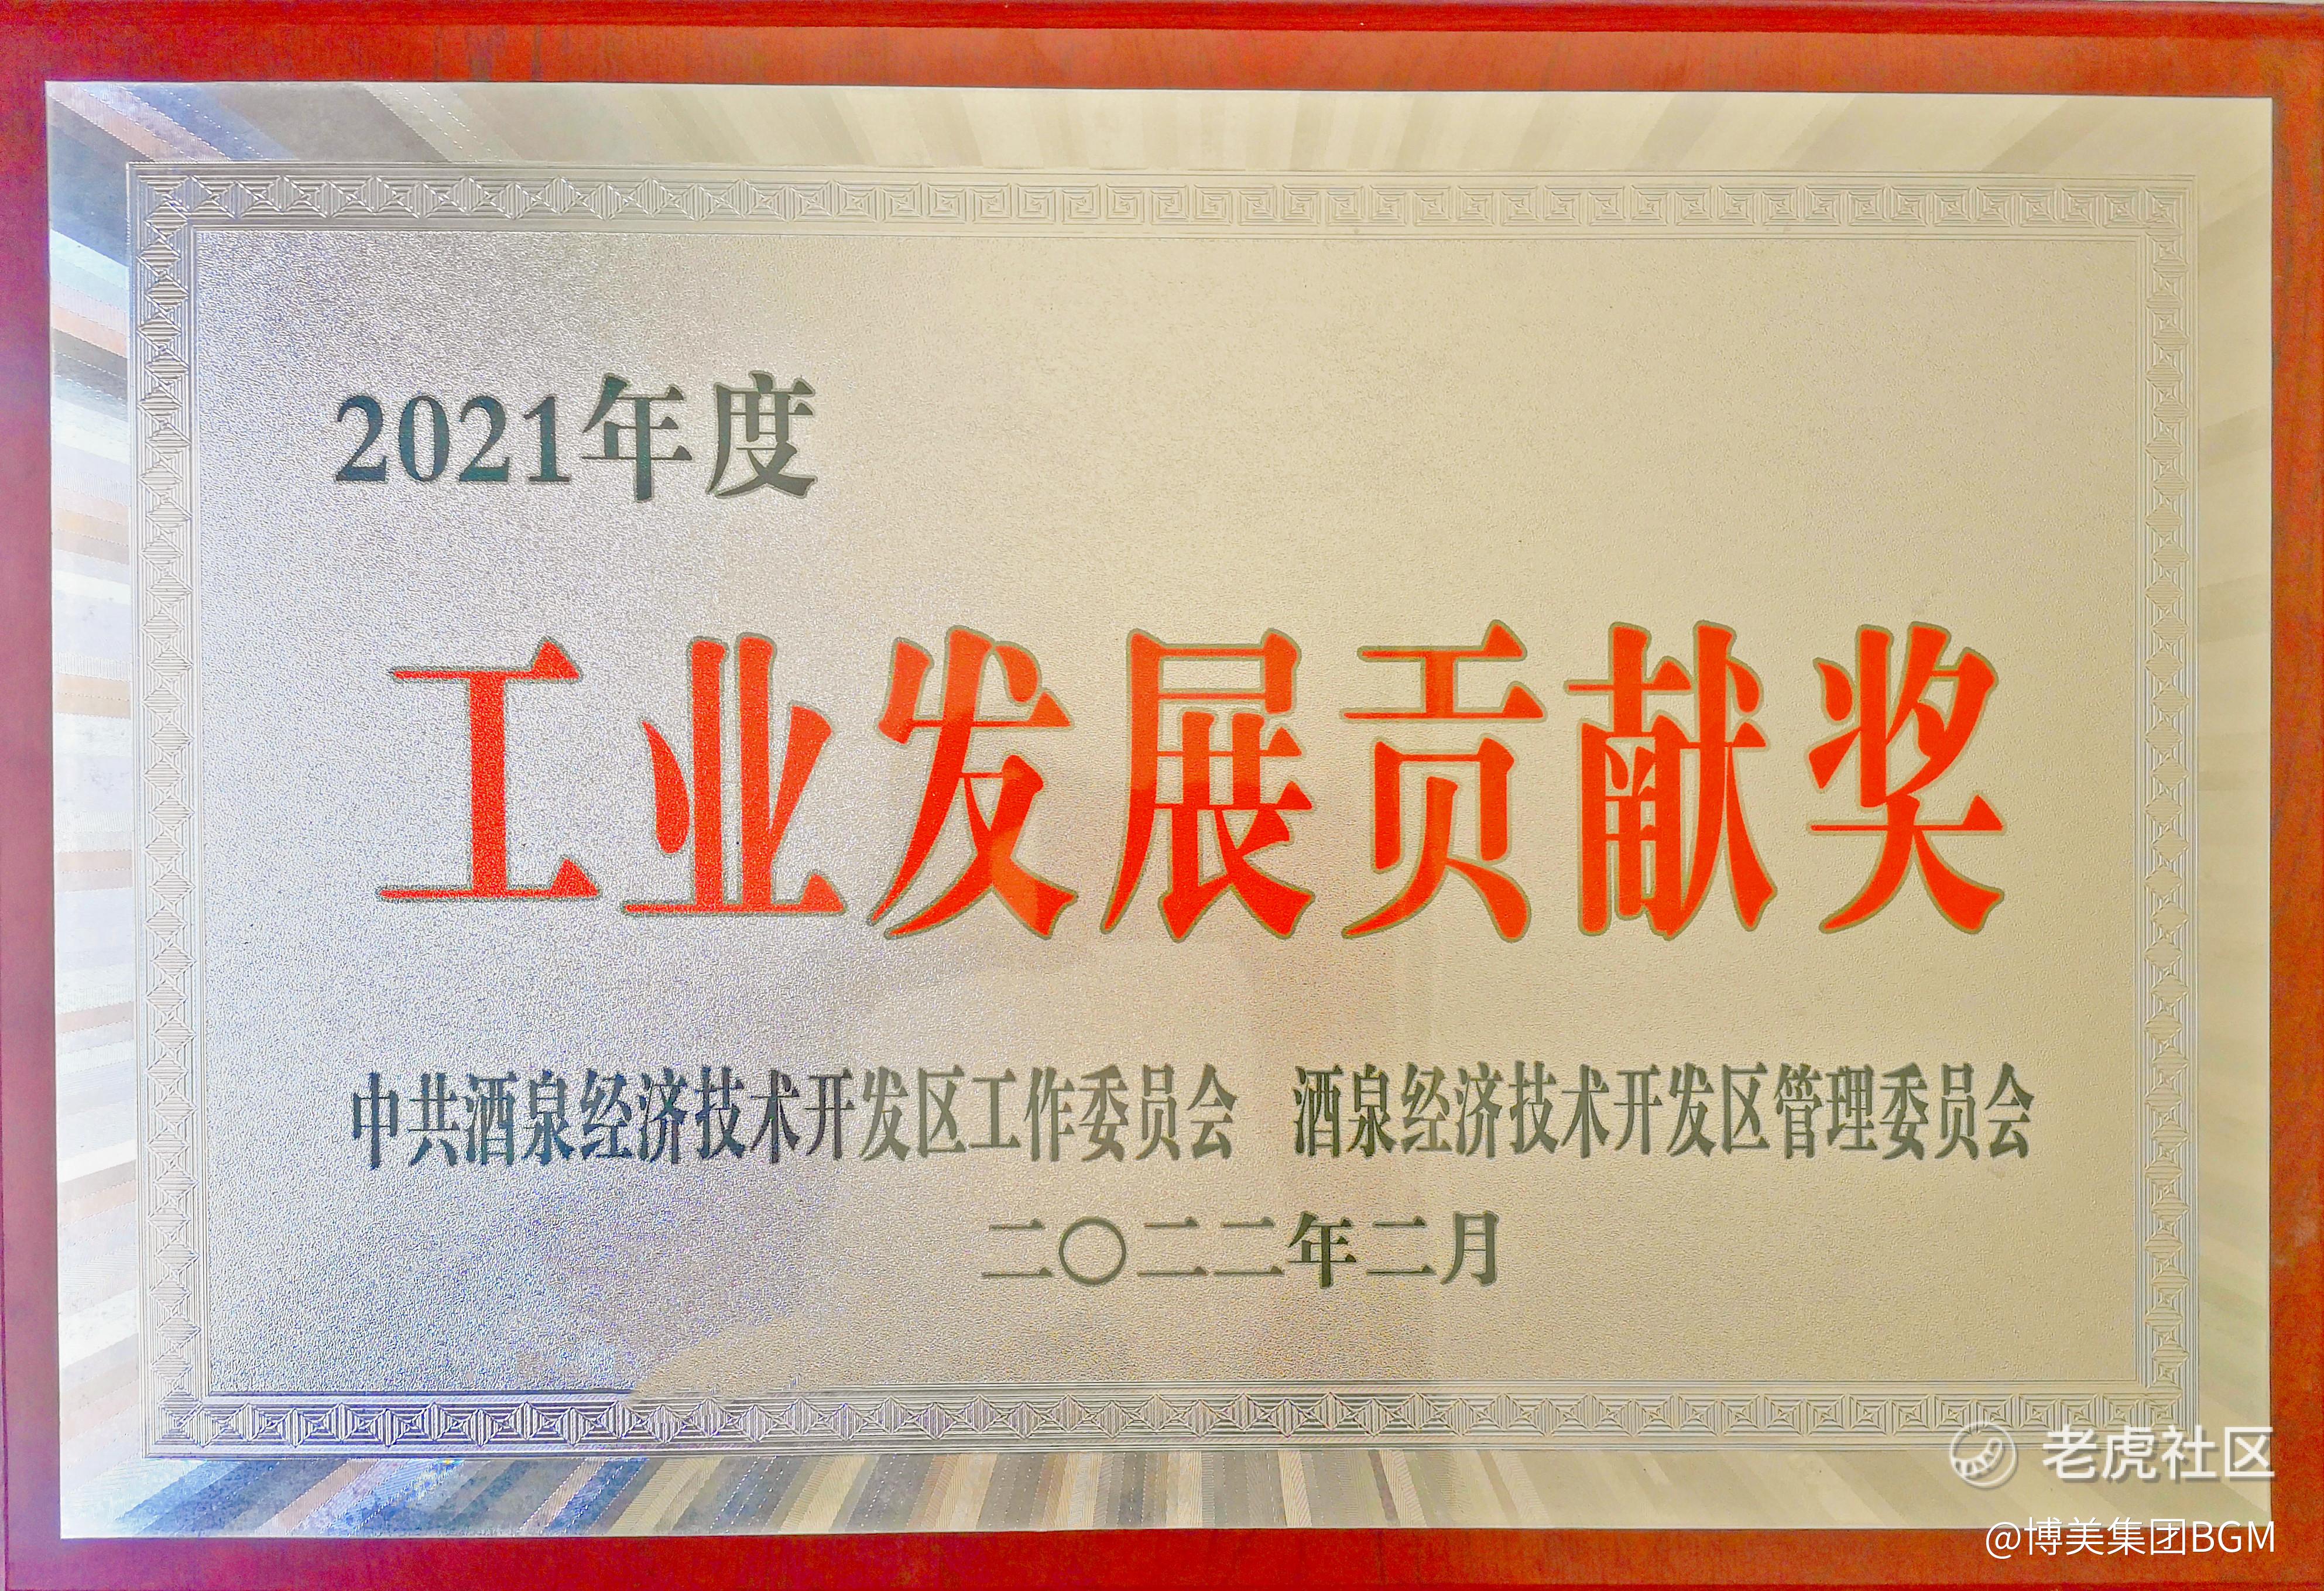 2021年度
工业发展贡献奖
中共酒泉经济技术开发区工作委员会 酒泉经济技术开发区管理委员会
二〇二二年二月
老虎社区
@博美集团BGM